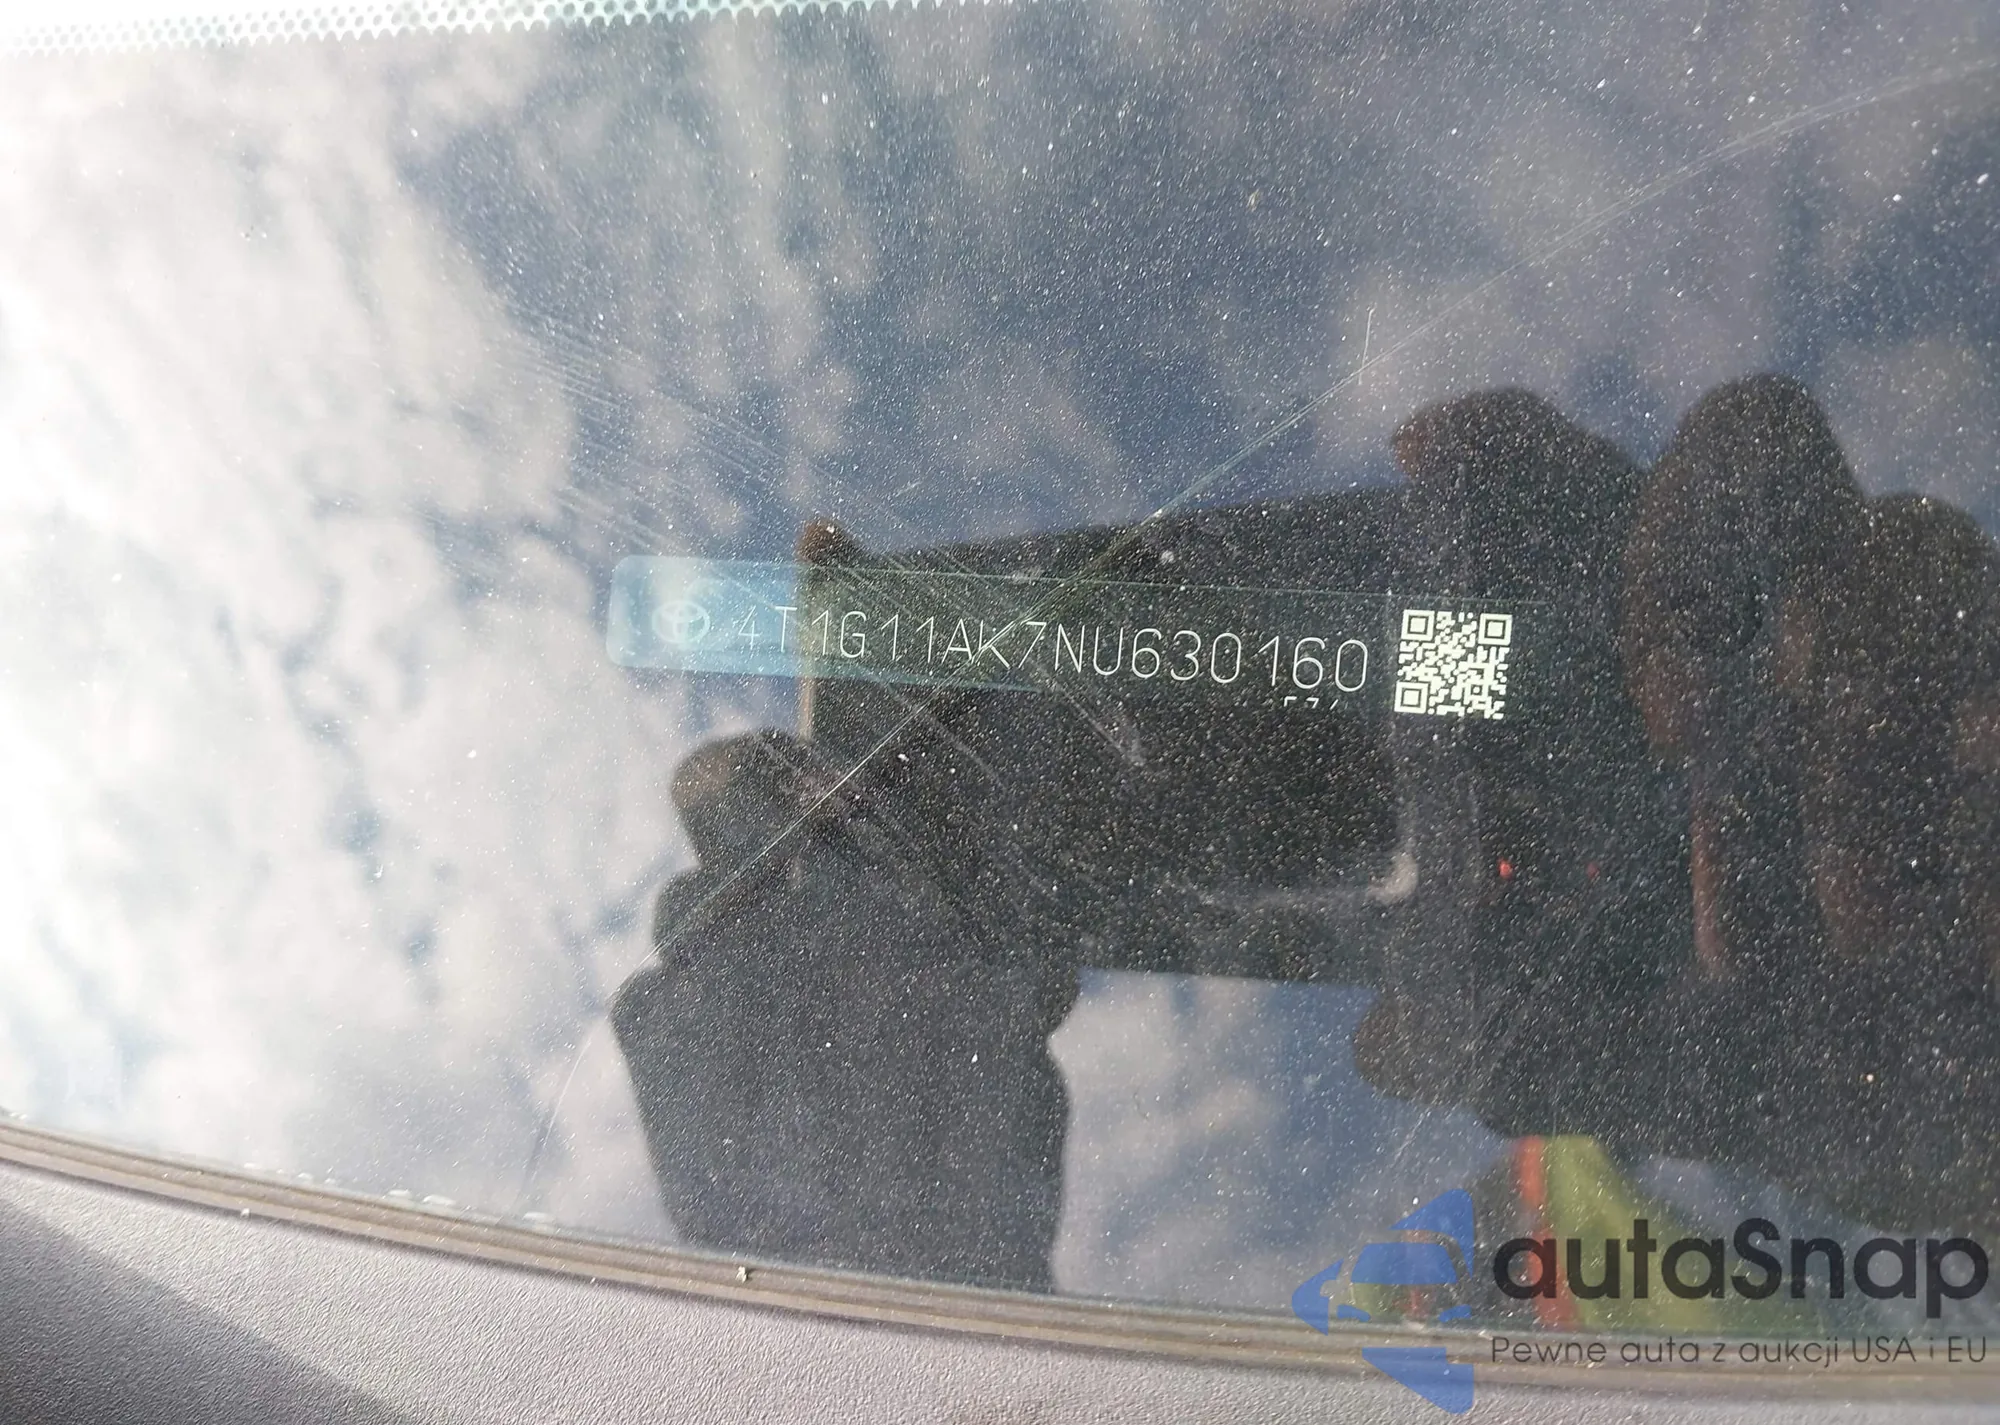 4T1G11AK7NU630160
autaSnap
Pewne auta z aukcji USA i EU